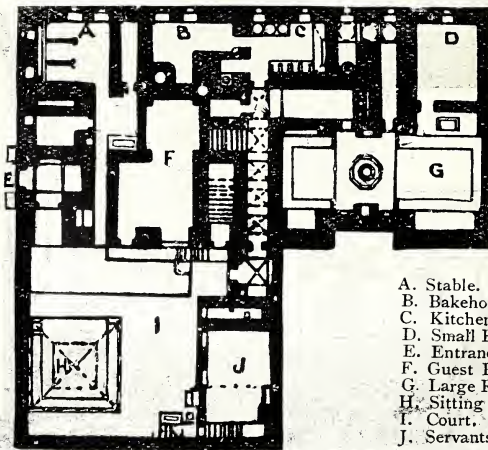 A
B
C
D
E
F
G
H
I
J
A. Stable.
B. Bakeho
C. Kitchen
D. Small
E. Entranc
F. Guest
G. Large
H. Sitting
I. Court.
J. Servants